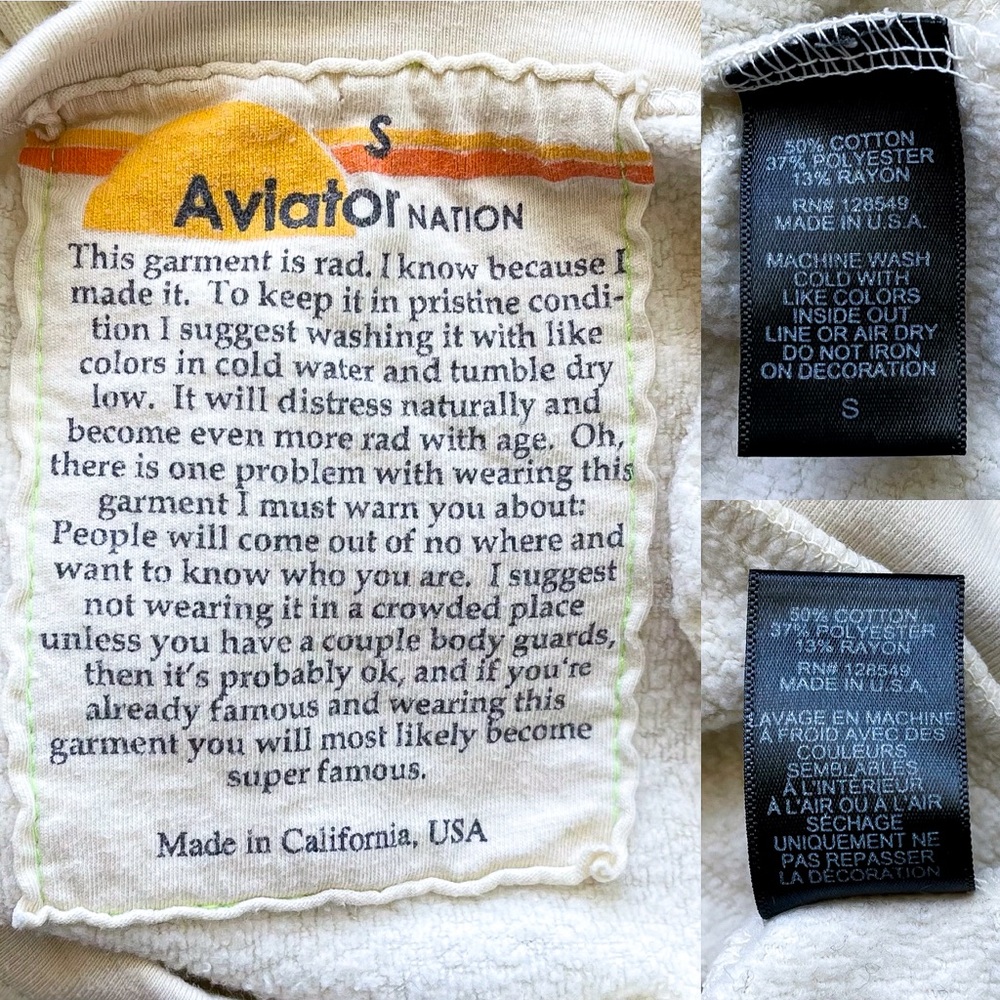 S
Aviator NATION
This garment is rad. I know because I
made it. To keep it in pristine condi-
tion I suggest washing it with like
colors in cold water and tumble dry
low. It will distress naturally and
become even more rad with age. Oh,
there is one problem with wearing this
garment I must warn you about:
People will come out of no where and
want to know who you are. I suggest
not wearing it in a crowded place
unless you have a couple body guards,
then it's probably ok, and if you're
already famous and wearing this
garment you will most likely become
super famous.
Made in California, USA
50% COTTON
37% POLYESTER
13% RAYON
RN# 128549
MADE IN U.S.A.
MACHINE WASH
COLD WITH
LIKE COLORS
INSIDE OUT
LINE OR AIR DRY
DO NOT IRON
ON DECORATION
S
50% COTTON
37% POLYESTER
13% RAYON
RN# 128549
MADE IN U.S.A.
LAVAGE EN MACHINE
À FROID AVEC DES
COULEURS
SEMBLABLES
À L'INTÉRIEUR
À L'AIR OU À L'AIR
SÉCHAGE
UNIQUEMENT NE
PAS REPASSER
LA DÉCORATION